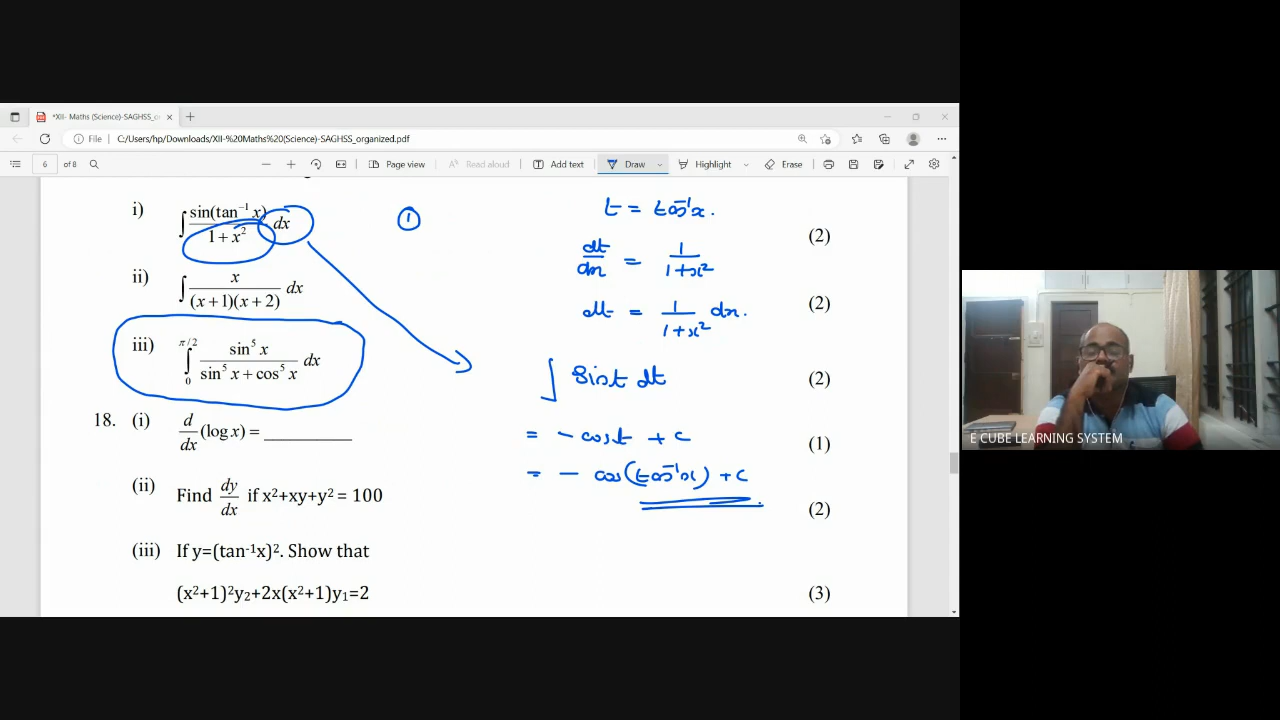 *XII- Maths (Science)-SAGHSS_o
File C:/Users/hp/Downloads/XII-%20Maths%20(Science)-SAGHSS_organized.pdf
6 of 8 Page view Read aloud Add text Draw Highlight Erase
i) ∫ sin(tan⁻¹ x) / 1 + x² dx (2)
①
t = tan⁻¹x.
dt/dx = 1/1+x²
ii) ∫ x / (x+1)(x+2) dx (2)
dt = 1/1+x² dx.
iii) ∫₀^π/2 sin⁵ x / sin⁵ x + cos⁵ x dx (2)
∫ Sint dt
18. (i) d/dx (log x) = __________ (1)
= - cost + c
= - cos(tan⁻¹x) + c
(ii) Find dy/dx if x²+xy+y² = 100 (2)
(iii) If y=(tan⁻¹x)². Show that
(x²+1)²y₂+2x(x²+1)y₁=2 (3)
E CUBE LEARNING SYSTEM